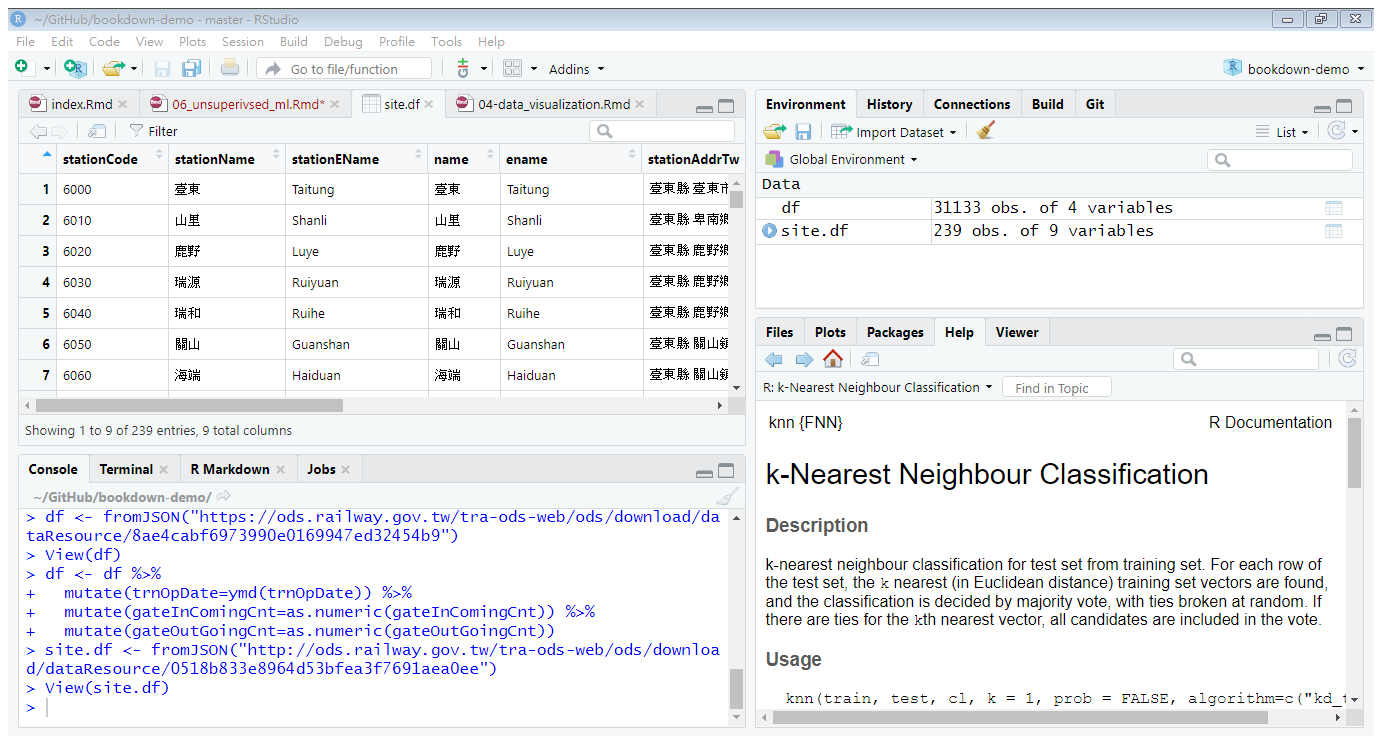 ~/GitHub/bookdown-demo - master - RStudio
File Edit Code View Plots Session Build Debug Profile Tools Help
Go to file/function Addins bookdown-demo
index.Rmd 06_unsuperivsed_ml.Rmd* site.df 04-data_visualization.Rmd
Filter
stationCode stationName stationEName name ename stationAddrTw
1 6000 臺東 Taitung 臺東 Taitung 臺東縣 臺東市
2 6010 山里 Shanli 山里 Shanli 臺東縣 卑南鄉
3 6020 鹿野 Luye 鹿野 Luye 臺東縣 鹿野鄉
4 6030 瑞源 Ruiyuan 瑞源 Ruiyuan 臺東縣 鹿野鄉
5 6040 瑞和 Ruihe 瑞和 Ruihe 臺東縣 鹿野鄉
6 6050 關山 Guanshan 關山 Guanshan 臺東縣 關山鎮
7 6060 海端 Haiduan 海端 Haiduan 臺東縣 關山鎮
Showing 1 to 9 of 239 entries, 9 total columns
Console Terminal R Markdown Jobs
~/GitHub/bookdown-demo/
> df <- fromJSON("https://ods.railway.gov.tw/tra-ods-web/ods/download/da
taResource/8ae4cabf6973990e0169947ed32454b9")
> View(df)
> df <- df %>%
+   mutate(trnOpDate=ymd(trnOpDate)) %>%
+   mutate(gateInComingCnt=as.numeric(gateInComingCnt)) %>%
+   mutate(gateOutGoingCnt=as.numeric(gateOutGoingCnt))
> site.df <- fromJSON("http://ods.railway.gov.tw/tra-ods-web/ods/downloa
d/dataResource/0518b833e8964d53bfea3f7691aea0ee")
> View(site.df)
>
Environment History Connections Build Git
Import Dataset List
Global Environment
Data
df 31133 obs. of 4 variables
site.df 239 obs. of 9 variables
Files Plots Packages Help Viewer
R: k-Nearest Neighbour Classification Find in Topic
knn {FNN} R Documentation
k-Nearest Neighbour Classification
Description
k-nearest neighbour classification for test set from training set. For each row of
the test set, the k nearest (in Euclidean distance) training set vectors are found,
and the classification is decided by majority vote, with ties broken at random. If
there are ties for the kth nearest vector, all candidates are included in the vote.
Usage
knn(train, test, cl, k = 1, prob = FALSE, algorithm=c("kd_t